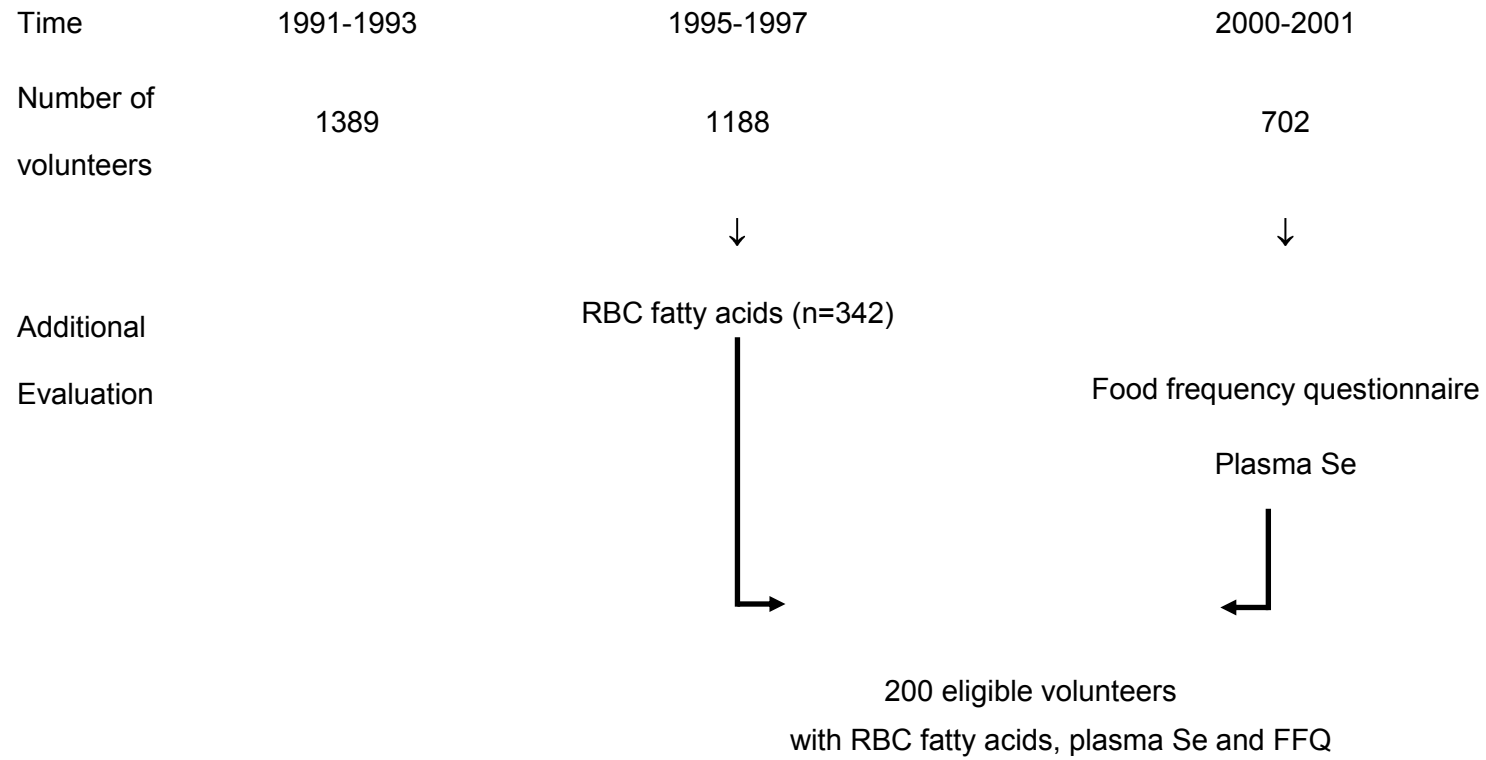 Time 1991-1993 1995-1997 2000-2001
Number of
volunteers
1389 1188 702
↓ ↓
Additional
Evaluation
RBC fatty acids (n=342)
Food frequency questionnaire
Plasma Se
200 eligible volunteers
with RBC fatty acids, plasma Se and FFQ